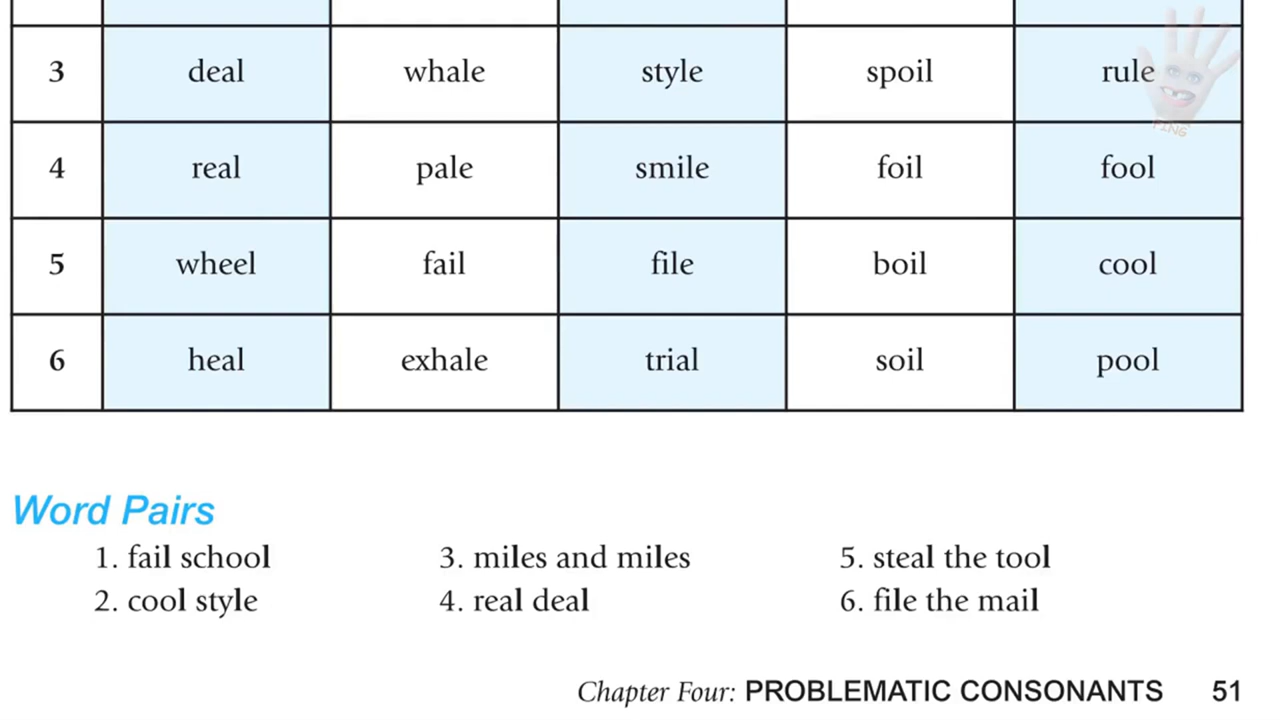 3 deal whale style spoil rule
4 real pale smile foil fool
5 wheel fail file boil cool
6 heal exhale trial soil pool
PING
Word Pairs
1. fail school 3. miles and miles 5. steal the tool
2. cool style 4. real deal 6. file the mail
Chapter Four: PROBLEMATIC CONSONANTS 51